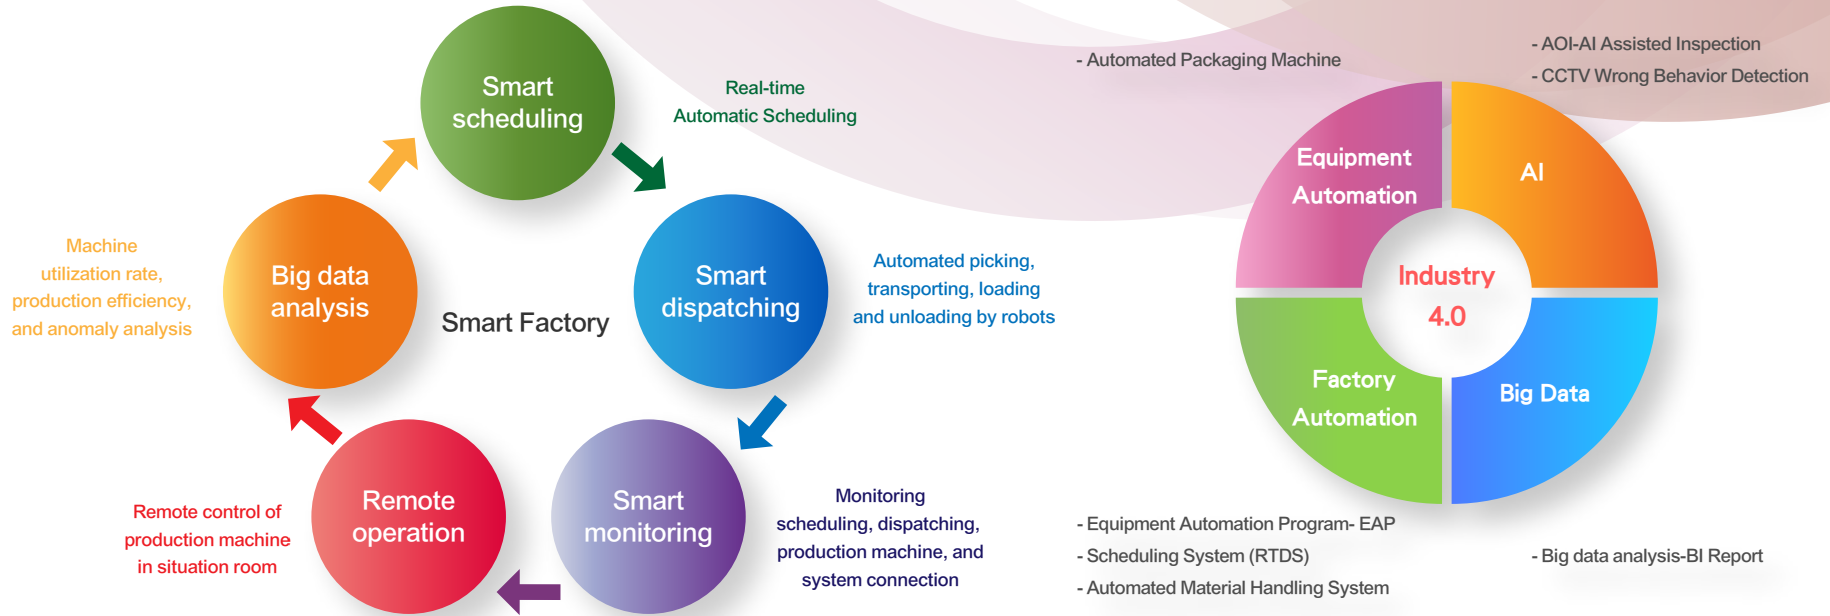 Smart
scheduling
Real-time
Automatic Scheduling
Smart
dispatching
Automated picking,
transporting, loading
and unloading by robots
Smart
monitoring
Monitoring
scheduling, dispatching,
production machine, and
system connection
Remote
operation
Remote control of
production machine
in situation room
Big data
analysis
Machine
utilization rate,
production efficiency,
and anomaly analysis
Smart Factory
- Automated Packaging Machine
- AOI-AI Assisted Inspection
- CCTV Wrong Behavior Detection
Equipment
Automation
AI
Industry
4.0
Factory
Automation
Big Data
- Equipment Automation Program- EAP
- Scheduling System (RTDS)
- Automated Material Handling System
- Big data analysis-BI Report